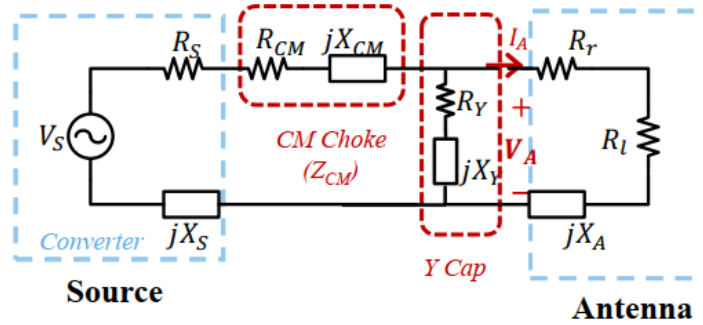 R_S
R_CM
jX_CM
I_A
R_r
V_S
R_Y
+
CM Choke
(Z_CM)
V_A
R_l
jX_Y
−
Converter
jX_S
jX_A
Y Cap
Source
Antenna